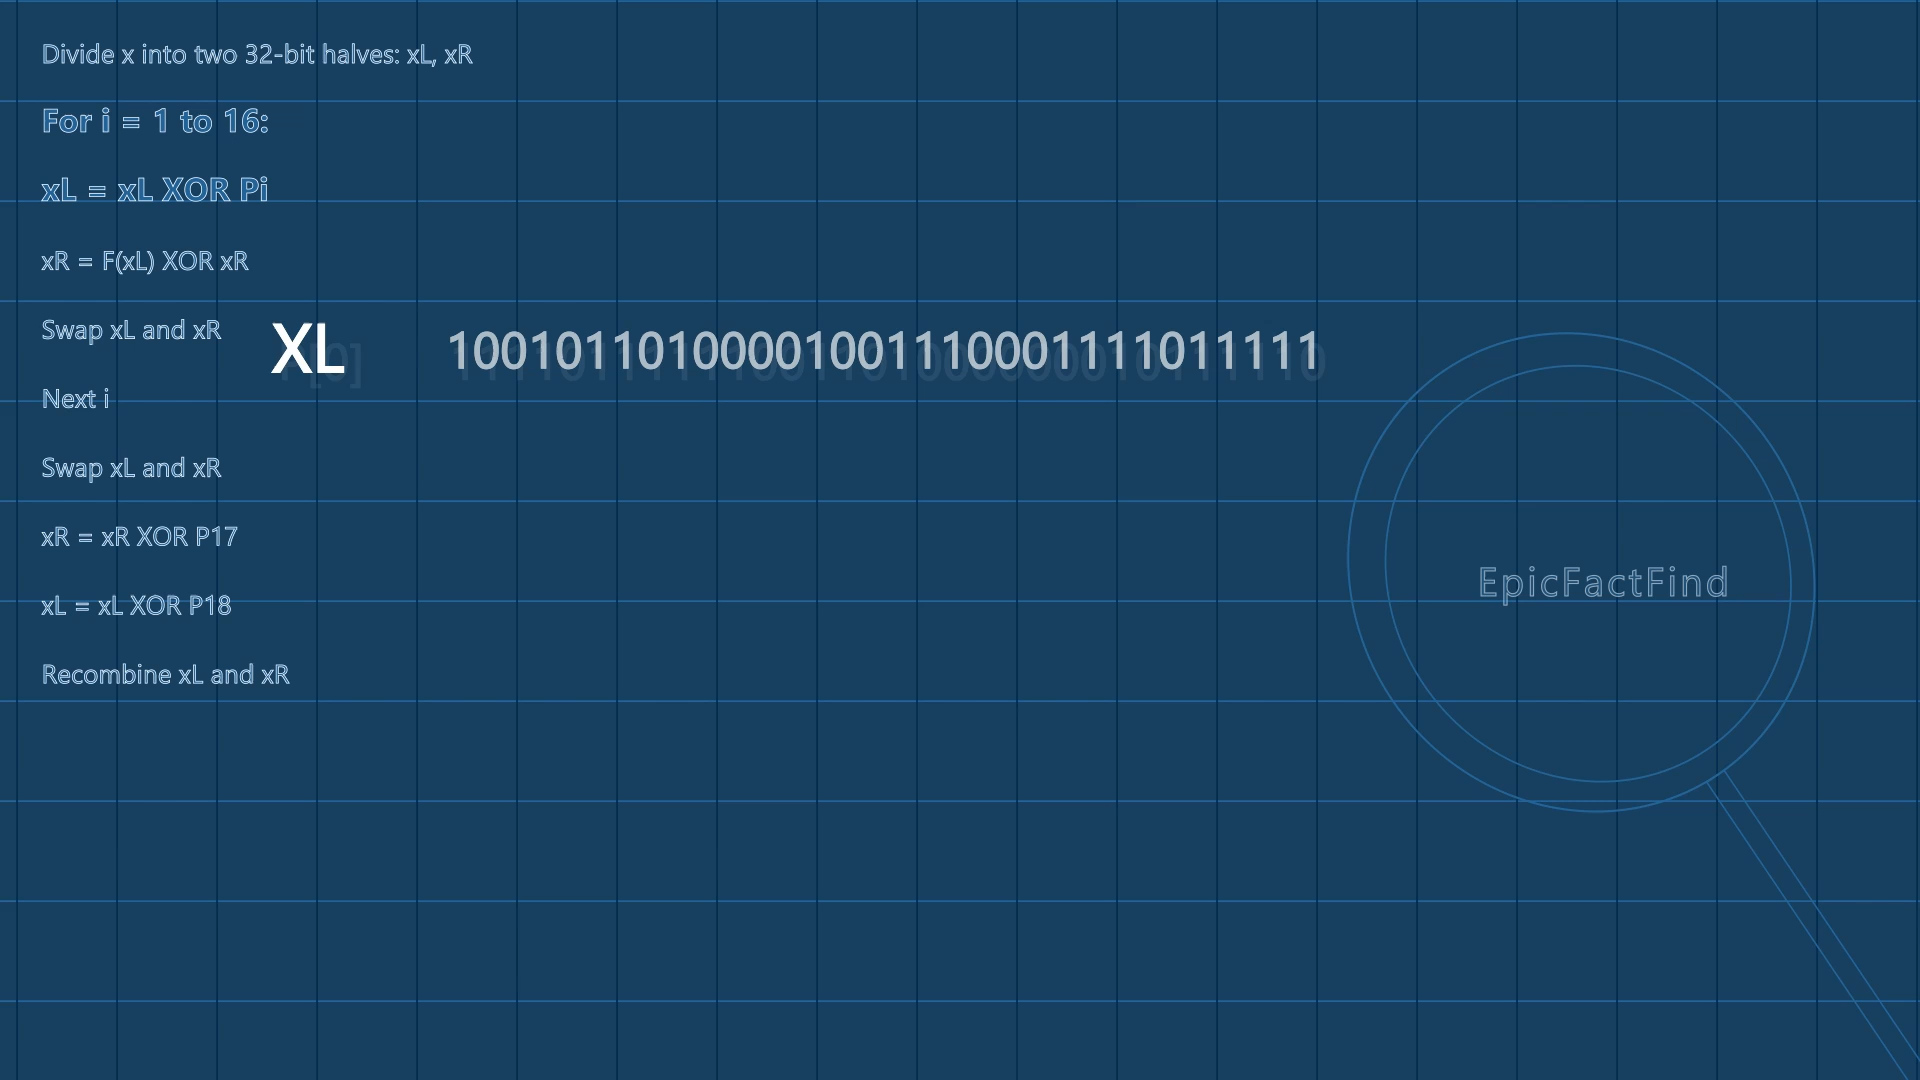 Divide x into two 32-bit halves: xL, xR
For i = 1 to 16:
xL = xL XOR Pi
xR = F(xL) XOR xR
Swap xL and xR
XL 10010110100001001110001111011111
Next i
Swap xL and xR
xR = xR XOR P17
EpicFactFind
xL = xL XOR P18
Recombine xL and xR